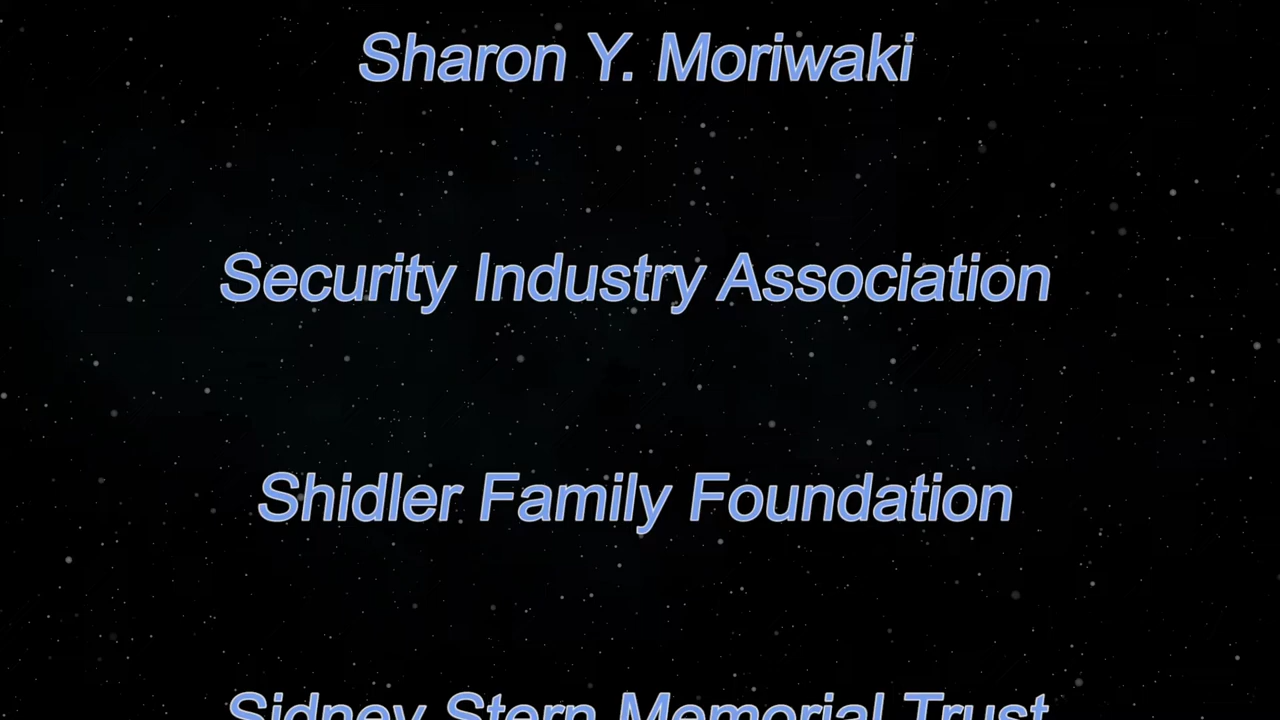 Sharon Y. Moriwaki
Security Industry Association
Shidler Family Foundation
Sidney Stern Memorial Trust